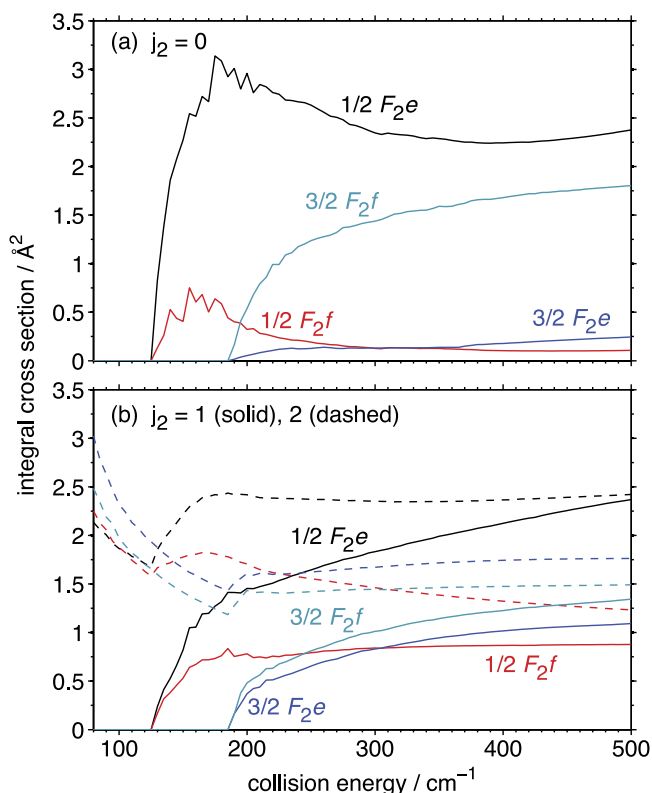 (a) j₂ = 0
3.5
3
2.5
2
1.5
1
0.5
0
1/2 F₂e
3/2 F₂f
1/2 F₂f
3/2 F₂e
integral cross section / Å²
(b) j₂ = 1 (solid), 2 (dashed)
3.5
3
2.5
2
1.5
1
0.5
0
1/2 F₂e
3/2 F₂f
1/2 F₂f
3/2 F₂e
100 200 300 400 500
collision energy / cm⁻¹